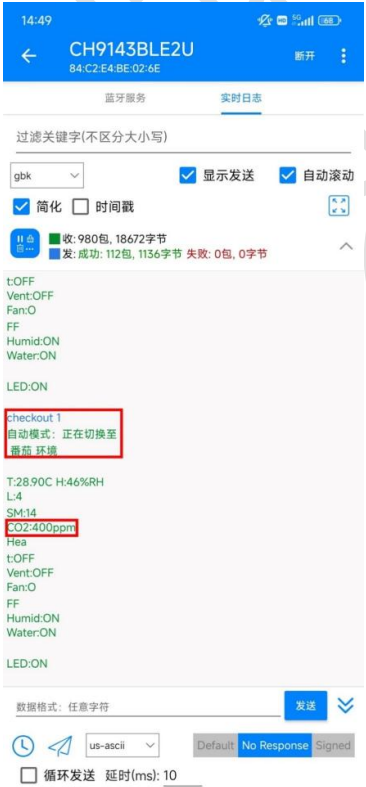 14:49
5G
68
CH9143BLE2U
84:C2:E4:BE:02:6E
断开
蓝牙服务
实时日志
过滤关键字(不区分大小写)
gbk
显示发送
自动滚动
简化
时间戳
收: 980包, 18672字节
发: 成功: 112包, 1136字节 失败: 0包, 0字节
t:OFF
Vent:OFF
Fan:O
FF
Humid:ON
Water:ON
LED:ON
checkout 1
自动模式：正在切换至
番茄 环境
T:28.90C H:46%RH
L:4
SM:14
CO2:400ppm
Hea
t:OFF
Vent:OFF
Fan:O
FF
Humid:ON
Water:ON
LED:ON
数据格式：任意字符
发送
us-ascii
Default
No Response
Signed
循环发送
延时(ms):
10